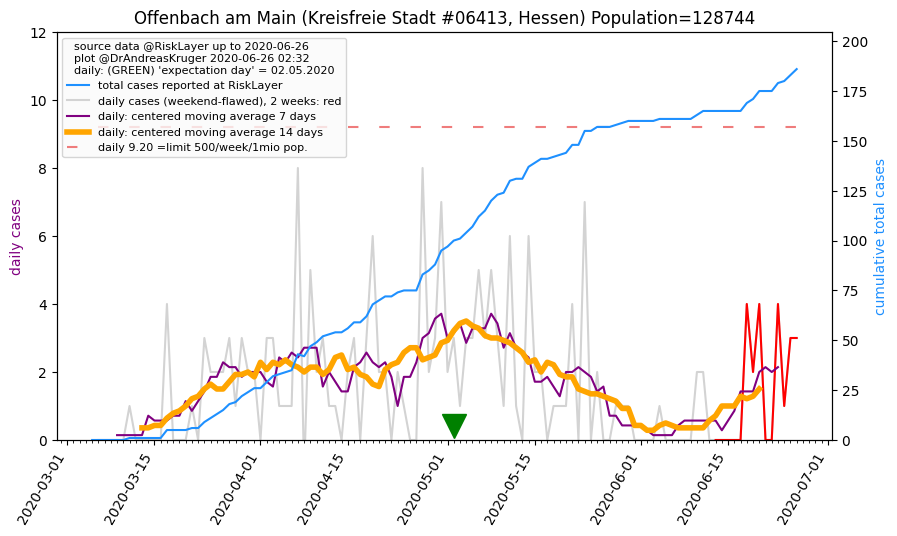 Offenbach am Main (Kreisfreie Stadt #06413, Hessen) Population=128744
source data @RiskLayer up to 2020-06-26
plot @DrAndreasKruger 2020-06-26 02:32
daily: (GREEN) 'expectation day' = 02.05.2020
total cases reported at RiskLayer
daily cases (weekend-flawed), 2 weeks: red
daily: centered moving average 7 days
daily: centered moving average 14 days
daily 9.20 =limit 500/week/1mio pop.
daily cases
12
10
8
6
4
2
0
cumulative total cases
200
175
150
125
100
75
50
25
0
2020-03-01
2020-03-15
2020-04-01
2020-04-15
2020-05-01
2020-05-15
2020-06-01
2020-06-15
2020-07-01